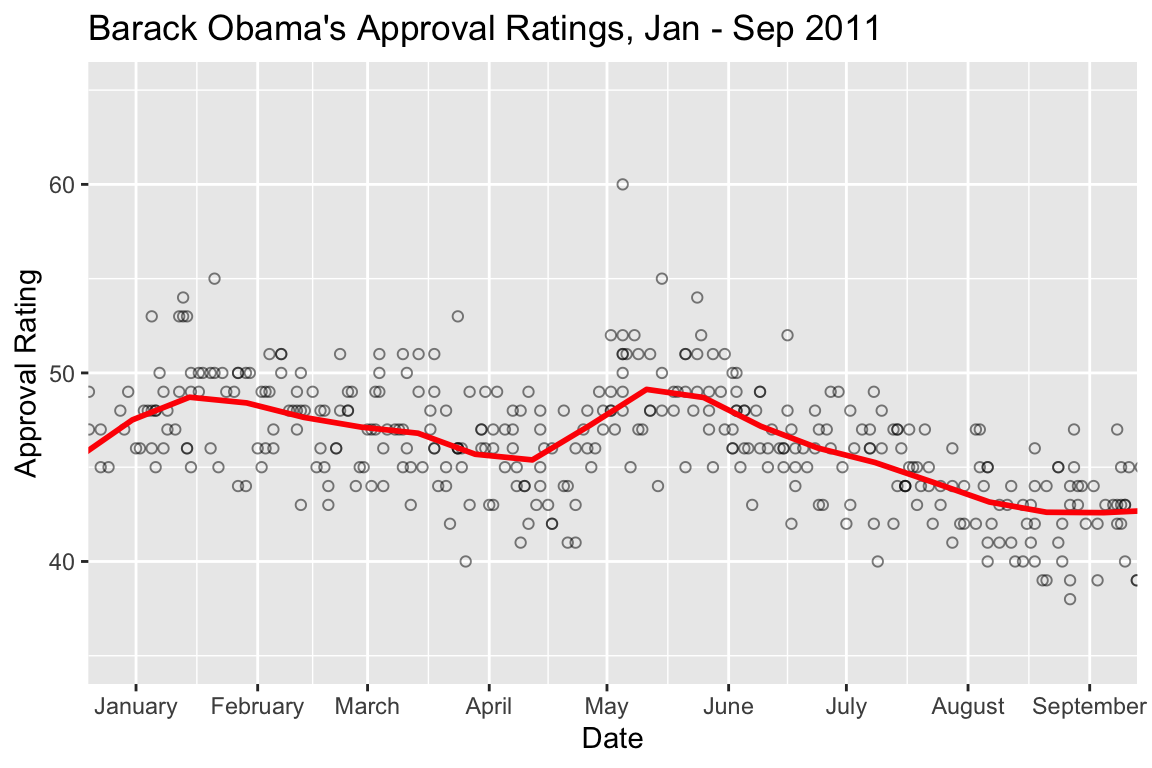 Barack Obama's Approval Ratings, Jan - Sep 2011
Approval Rating
60
50
40
January February March April May June July August September
Date